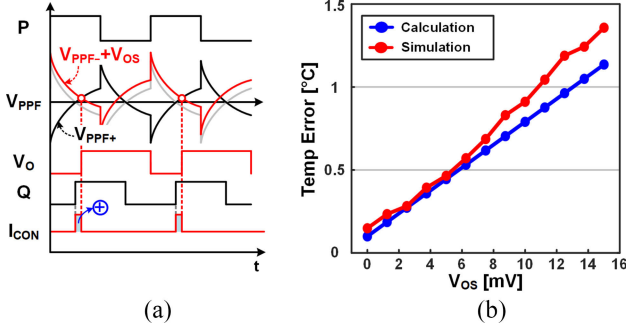 P
V_PPF-+V_OS
V_PPF
V_PPF+
V_O
Q
I_CON
⊕
t
(a)
Temp Error [°C]
1.5
1
0.5
0
Calculation
Simulation
0 2 4 6 8 10 12 14 16
V_OS [mV]
(b)